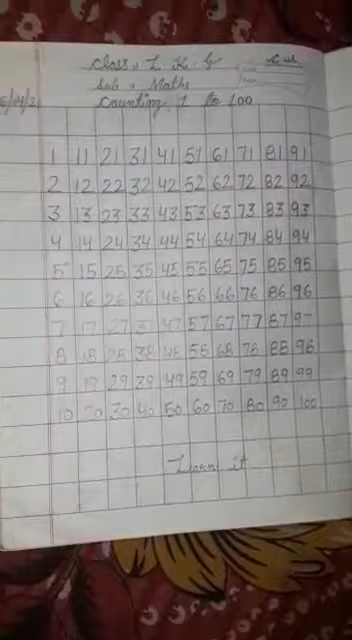 Class: L. K. G
C.W.
Sub: Maths
Counting 1 to 100
1 11 21 31 41 51 61 71 81 91
2 12 22 32 42 52 62 72 82 92
3 13 23 33 43 53 63 73 83 93
4 14 24 34 44 54 64 74 84 94
5 15 25 35 45 55 65 75 85 95
6 16 26 36 46 56 66 76 86 96
7 17 27 37 47 57 67 77 87 97
8 18 28 38 48 58 68 78 88 98
9 19 29 39 49 59 69 79 89 99
10 20 30 40 50 60 70 80 90 100
Learn it